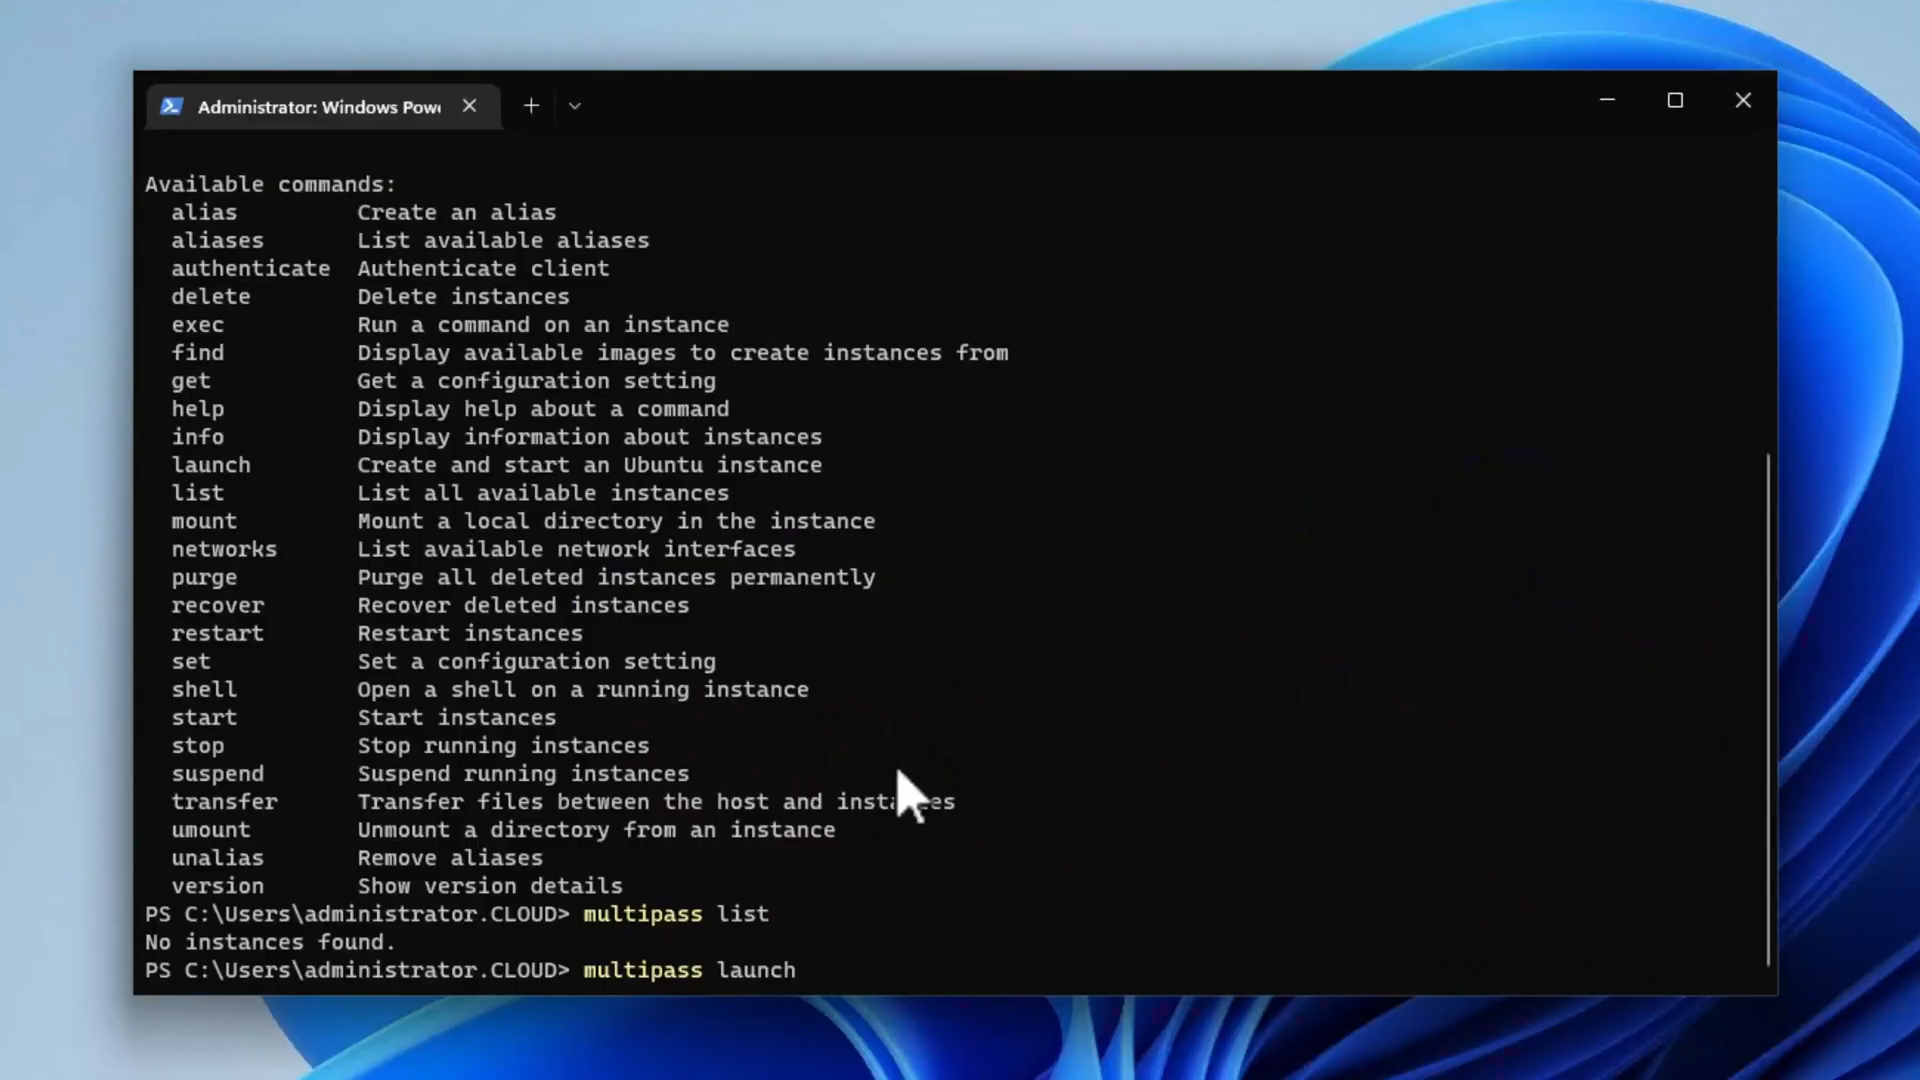 Administrator: Windows Powe
Available commands:
alias Create an alias
aliases List available aliases
authenticate Authenticate client
delete Delete instances
exec Run a command on an instance
find Display available images to create instances from
get Get a configuration setting
help Display help about a command
info Display information about instances
launch Create and start an Ubuntu instance
list List all available instances
mount Mount a local directory in the instance
networks List available network interfaces
purge Purge all deleted instances permanently
recover Recover deleted instances
restart Restart instances
set Set a configuration setting
shell Open a shell on a running instance
start Start instances
stop Stop running instances
suspend Suspend running instances
transfer Transfer files between the host and instances
umount Unmount a directory from an instance
unalias Remove aliases
version Show version details
PS C:\Users\administrator.CLOUD> multipass list
No instances found.
PS C:\Users\administrator.CLOUD> multipass launch